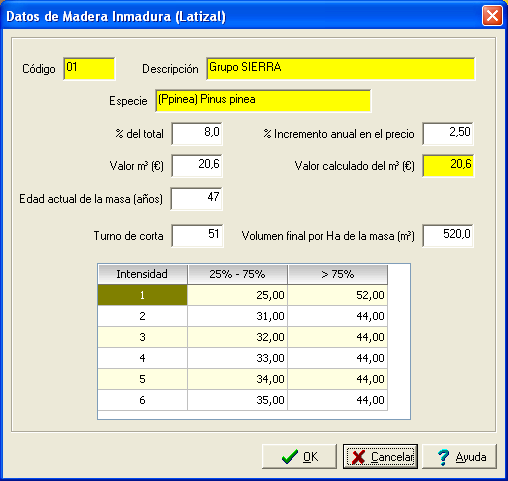 Datos de Madera Inmadura (Latizal)
Código 01 Descripción Grupo SIERRA
Especie (Ppinea) Pinus pinea
% del total 8,0 % Incremento anual en el precio 2,50
Valor m³ (€) 20,6 Valor calculado del m³ (€) 20,6
Edad actual de la masa (años) 47
Turno de corta 51 Volumen final por Ha de la masa (m³) 520,0
Intensidad 25% - 75% > 75%
1 25,00 52,00
2 31,00 44,00
3 32,00 44,00
4 33,00 44,00
5 34,00 44,00
6 35,00 44,00
OK Cancelar Ayuda